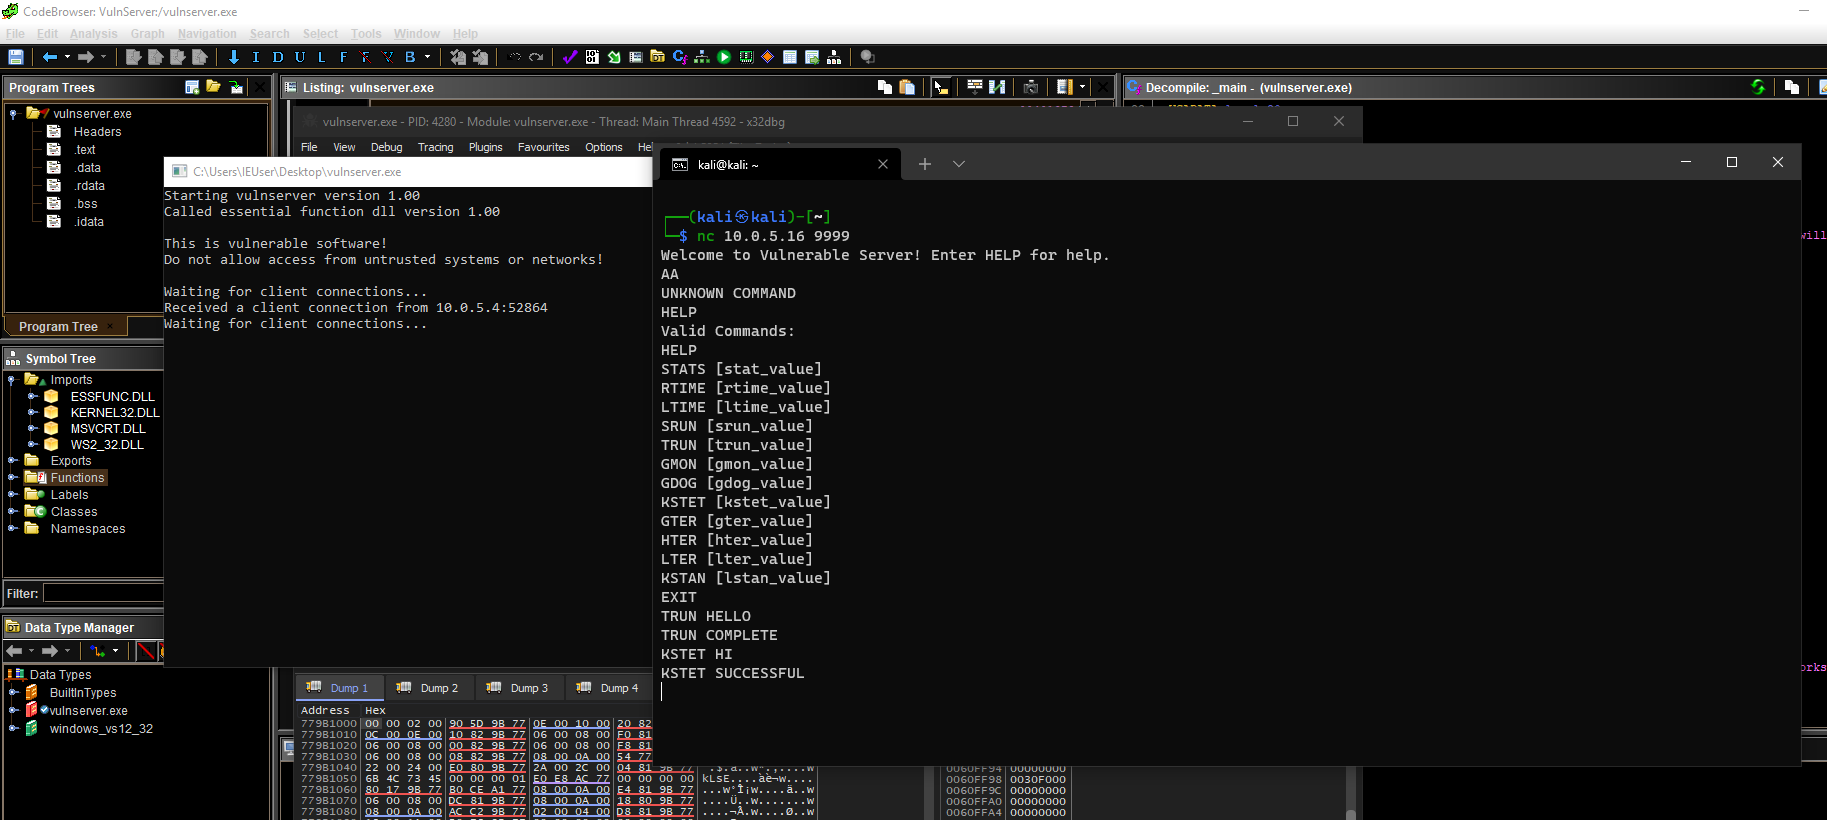 CodeBrowser: VulnServer:/vulnserver.exe
File Edit Analysis Graph Navigation Search Select Tools Window Help
I D U L F B
Program Trees
vulnserver.exe
Headers
.text
.data
.rdata
.bss
.idata
Program Tree ×
Symbol Tree
Imports
ESSFUNC.DLL
KERNEL32.DLL
MSVCRT.DLL
WS2_32.DLL
Exports
Functions
Labels
Classes
Namespaces
Filter:
Data Type Manager
Data Types
BuiltInTypes
vulnserver.exe
windows_vs12_32
Listing: vulnserver.exe
Decompile: _main - (vulnserver.exe)
vulnserver.exe - PID: 4280 - Module: vulnserver.exe - Thread: Main Thread 4592 - x32dbg
File View Debug Tracing Plugins Favourites Options
C:\Users\IEUser\Desktop\vulnserver.exe
Starting vulnserver version 1.00
Called essential function dll version 1.00
This is vulnerable software!
Do not allow access from untrusted systems or networks!
Waiting for client connections...
Received a client connection from 10.0.5.4:52864
Waiting for client connections...
kali@kali: ~
(kali㉿kali)-[~]
$ nc 10.0.5.16 9999
Welcome to Vulnerable Server! Enter HELP for help.
AA
UNKNOWN COMMAND
HELP
Valid Commands:
HELP
STATS [stat_value]
RTIME [rtime_value]
LTIME [ltime_value]
SRUN [srun_value]
TRUN [trun_value]
GMON [gmon_value]
GDOG [gdog_value]
KSTET [kstet_value]
GTER [gter_value]
HTER [hter_value]
LTER [lter_value]
KSTAN [lstan_value]
EXIT
TRUN HELLO
TRUN COMPLETE
KSTET HI
KSTET SUCCESSFUL
will
orks
Dump 1 Dump 2 Dump 3 Dump 4
Address Hex
779B1000 00 00 02 00 90 5D 9B 77 0E 00 10 00 20 82
779B1010 0C 00 0E 00 10 82 9B 77 06 00 08 00 F0 81
779B1020 06 00 08 00 00 82 9B 77 06 00 08 00 F8 81
779B1030 06 00 08 00 08 82 9B 77 08 00 0A 00 54 77
779B1040 22 00 24 00 E0 80 9B 77 2A 00 2C 00 04 81 9B 77
779B1050 6B 4C 73 45 00 00 00 01 E0 E8 AC 77 00 00 00 00 kLsE....àè¬w....
779B1060 80 17 9B 77 B0 CE A1 77 08 00 0A 00 E4 81 9B 77 ...w°Î¡w....ä..w
779B1070 06 00 08 00 DC 81 9B 77 08 00 0A 00 18 80 9B 77 ....Ü..w.......w
779B1080 08 00 0A 00 AC C2 9B 77 02 00 04 00 D8 81 9B 77 ....¬Â.w....Ø..w
0060FF94 00000000
0060FF98 0030F000
0060FF9C 00000000
0060FFA0 00000000
0060FFA4 00000000